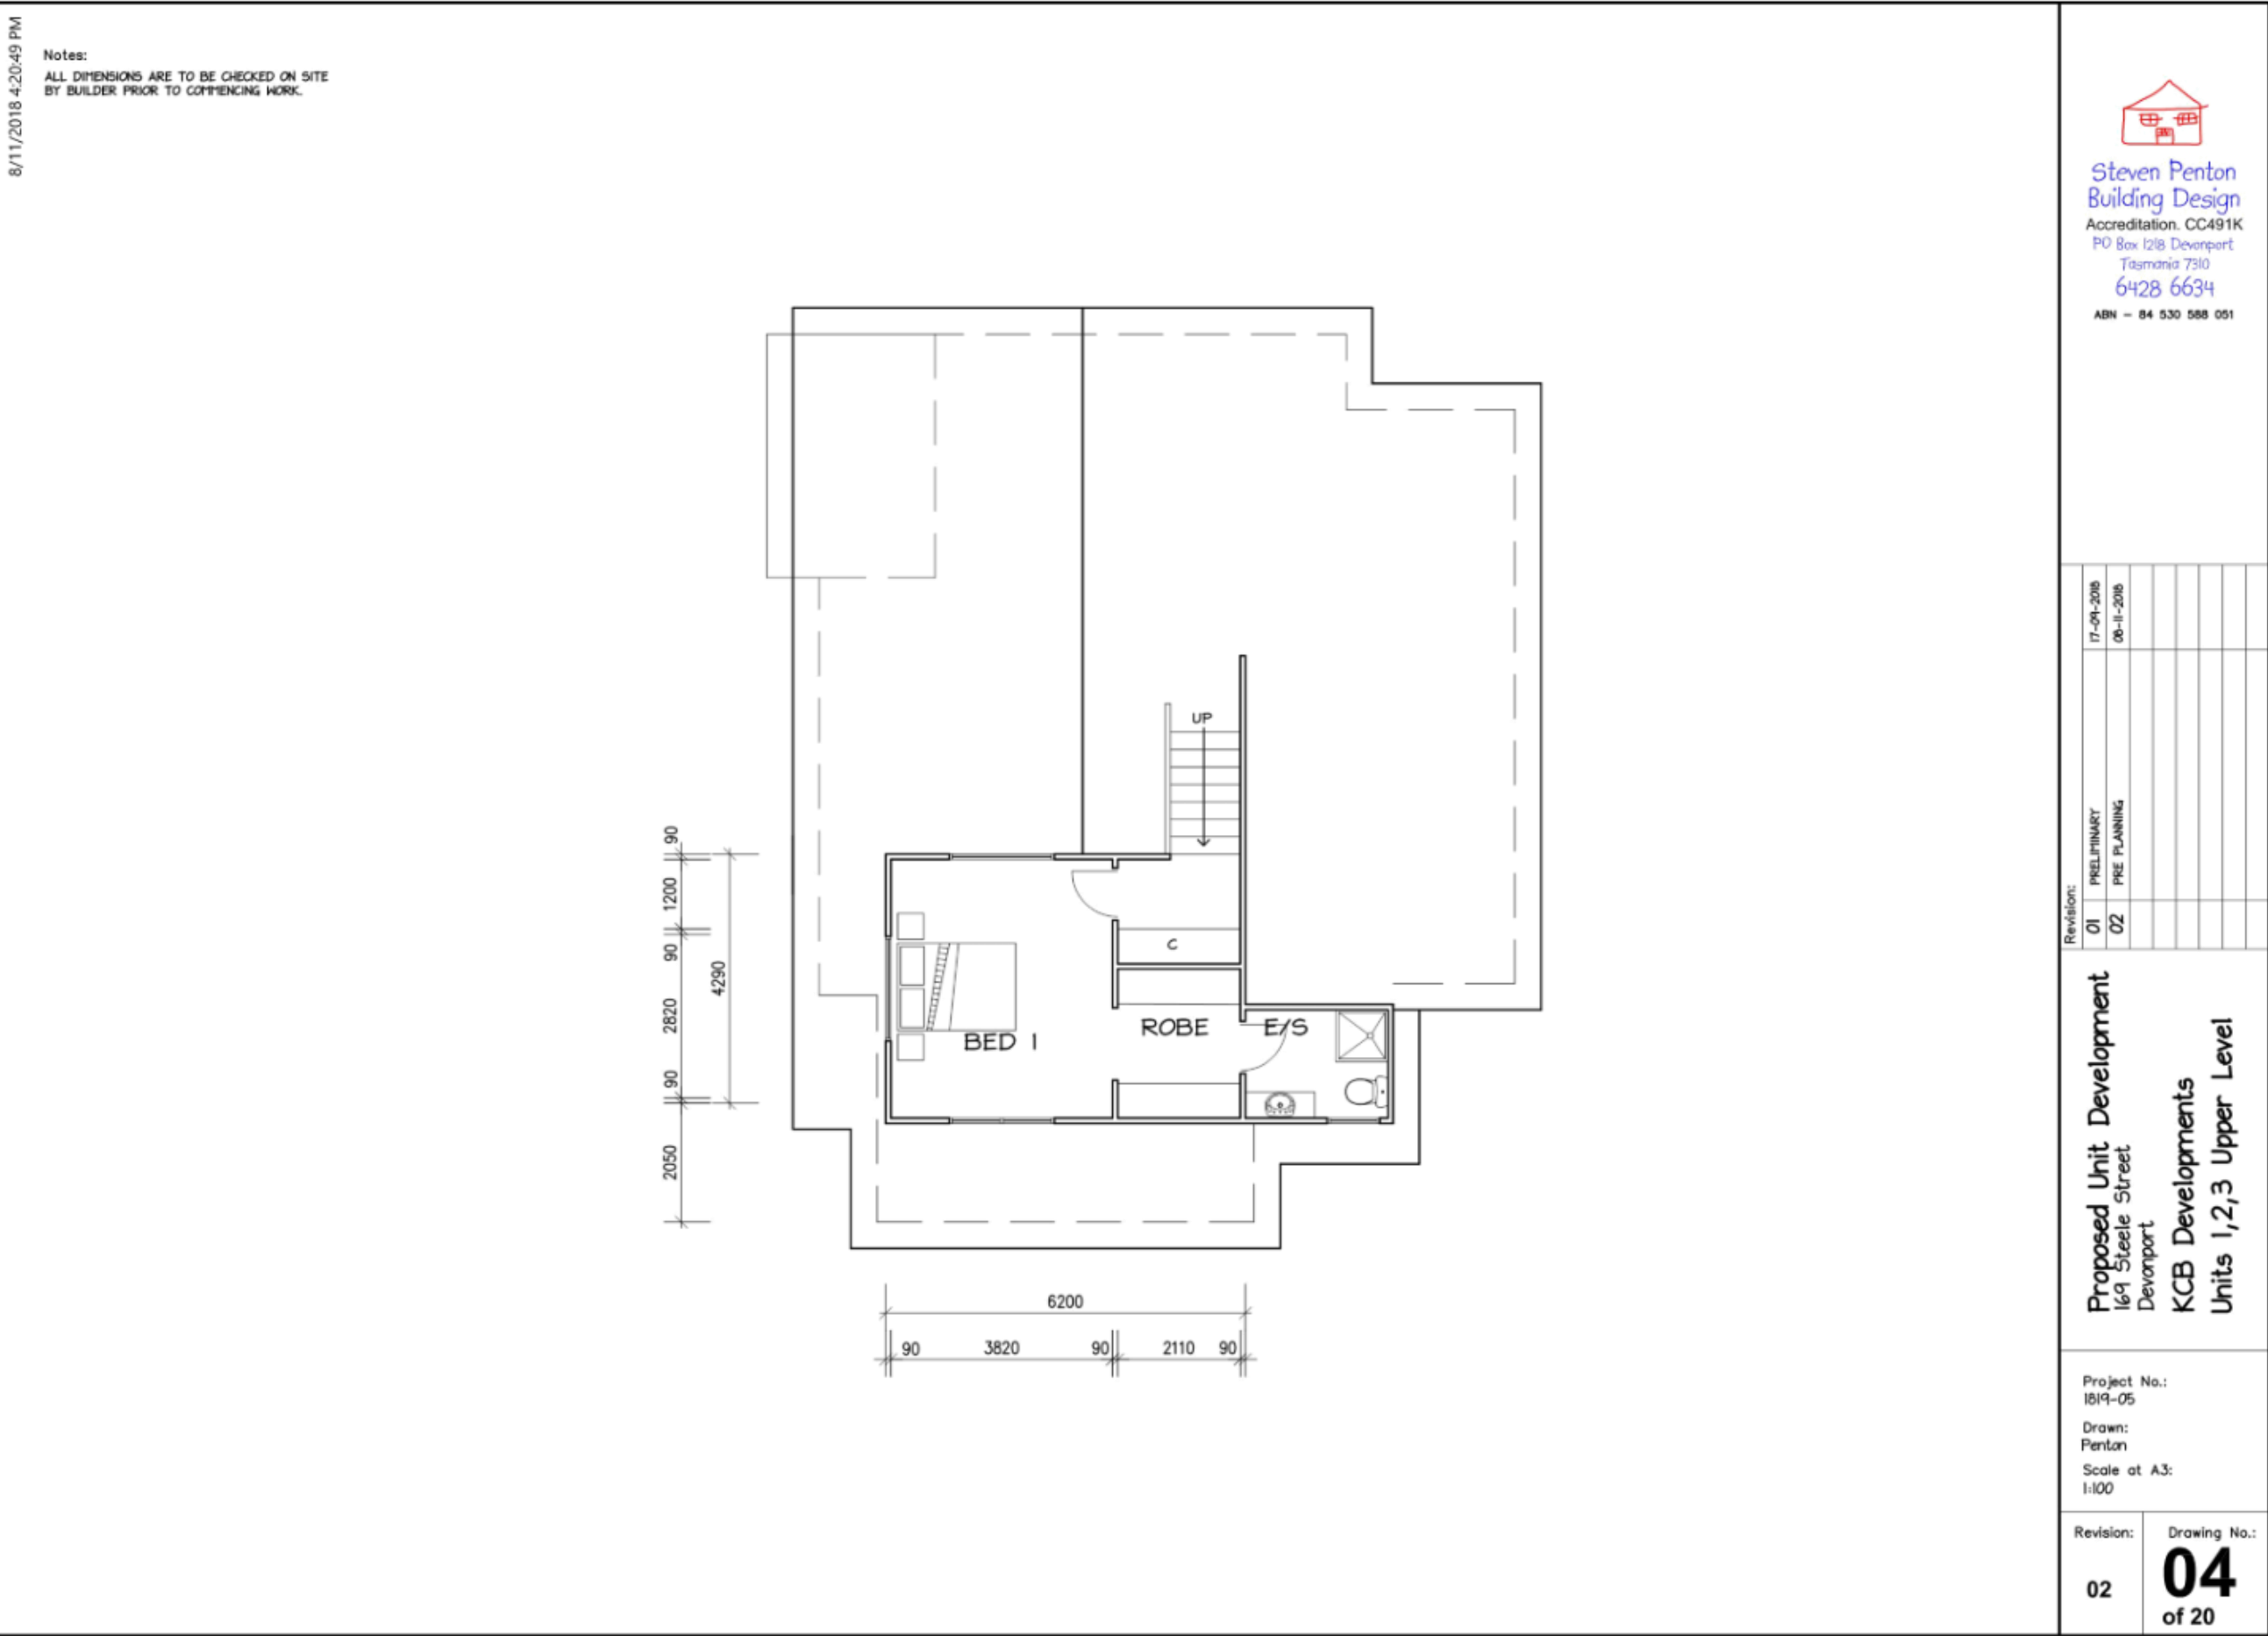 8/11/2018 4:20:49 PM
Notes:
ALL DIMENSIONS ARE TO BE CHECKED ON SITE
BY BUILDER PRIOR TO COMMENCING WORK.
UP
C
BED 1
ROBE
E/S
90
1200
90
2820
90
2050
4290
6200
90
3820
90
2110
90
Steven Penton
Building Design
Accreditation. CC491K
PO Box 1218 Devonport
Tasmania 7310
6428 6634
ABN - 84 530 588 051
Revision:
01 PRELIMINARY 17-09-2018
02 PRE PLANNING 08-11-2018
Proposed Unit Development
169 Steele Street
Devonport
KCB Developments
Units 1,2,3 Upper Level
Project No.:
1819-05
Drawn:
Penton
Scale at A3:
1:100
Revision:
02
Drawing No.:
04
of 20